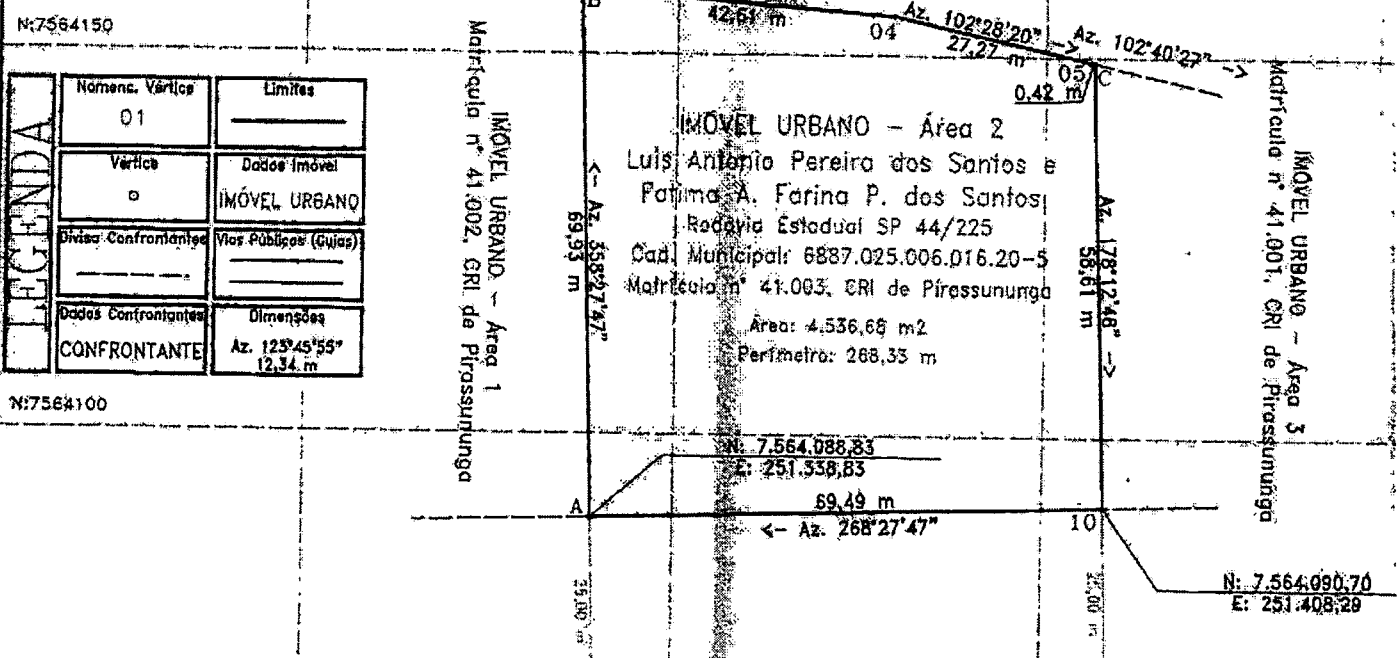 N:7564150
LEGENDA
Nomenc. Vértice
01
Limites
Vértice
Dados Imóvel
IMÓVEL URBANO
Divisa Confrontantes
Vias Públicas (Guias)
Dados Confrontantes
CONFRONTANTE
Dimensões
Az. 123°45'55"
12,34 m
N:7564100
IMÓVEL URBANO - Área 1
Matrícula n° 41.002, CRI de Pirassununga
B
<- Az. 358°27'47"
69,93 m
42,61 m
04
Az. 102°28'20" ->
27,27 m
Az. 102°40'27" ->
05
C
0,42 m
IMÓVEL URBANO - Área 2
Luis Antonio Pereira dos Santos e
Fatima A. Farina P. dos Santos
Rodovia Estadual SP 44/225
Cad. Municipal: 6887.025.006.016.20-5
Matrícula n° 41.003, CRI de Pirassununga
Área: 4.536,68 m2
Perímetro: 268,33 m
Az. 178°12'46" ->
58,61 m
IMÓVEL URBANO - Área 3
Matrícula n° 41.001, CRI de Pirassununga
N: 7.564.088,83
E: 251.338,83
A
69,49 m
<- Az. 268°27'47"
10
N: 7.564.090,70
E: 251.408,29